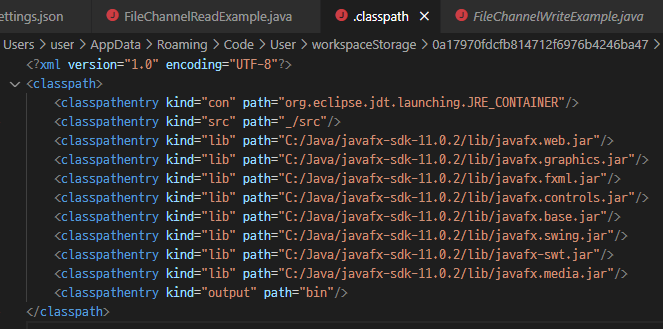 ettings.json FileChannelReadExample.java .classpath FileChannelWriteExample.java
Users > user > AppData > Roaming > Code > User > workspaceStorage > 0a17970fdcfb814712f6976b4246ba47 >
<?xml version="1.0" encoding="UTF-8"?>
<classpath>
<classpathentry kind="con" path="org.eclipse.jdt.launching.JRE_CONTAINER"/>
<classpathentry kind="src" path="_/src"/>
<classpathentry kind="lib" path="C:/Java/javafx-sdk-11.0.2/lib/javafx.web.jar"/>
<classpathentry kind="lib" path="C:/Java/javafx-sdk-11.0.2/lib/javafx.graphics.jar"/>
<classpathentry kind="lib" path="C:/Java/javafx-sdk-11.0.2/lib/javafx.fxml.jar"/>
<classpathentry kind="lib" path="C:/Java/javafx-sdk-11.0.2/lib/javafx.controls.jar"/>
<classpathentry kind="lib" path="C:/Java/javafx-sdk-11.0.2/lib/javafx.base.jar"/>
<classpathentry kind="lib" path="C:/Java/javafx-sdk-11.0.2/lib/javafx.swing.jar"/>
<classpathentry kind="lib" path="C:/Java/javafx-sdk-11.0.2/lib/javafx-swt.jar"/>
<classpathentry kind="lib" path="C:/Java/javafx-sdk-11.0.2/lib/javafx.media.jar"/>
<classpathentry kind="output" path="bin"/>
</classpath>